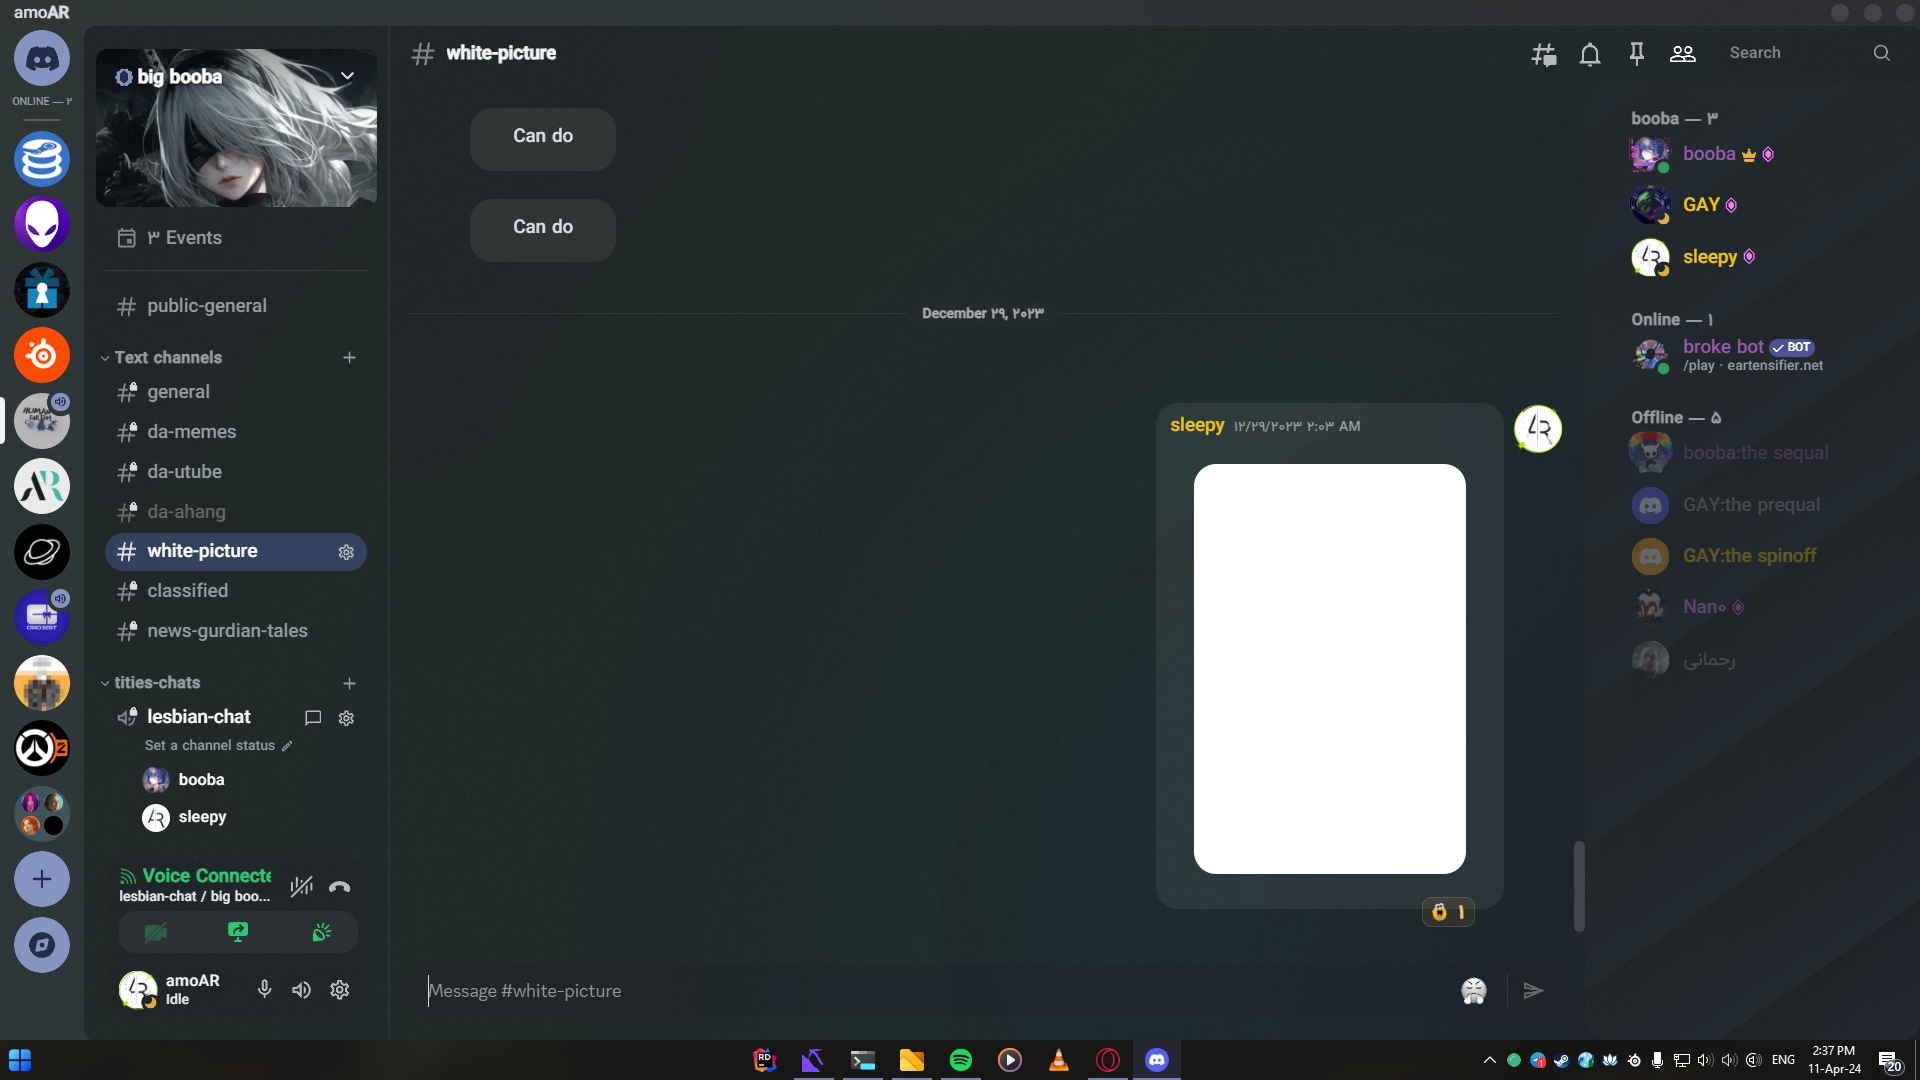 amoAR
ONLINE — ۲
big booba
۳ Events
public-general
Text channels
general
da-memes
da-utube
da-ahang
white-picture
classified
news-gurdian-tales
tities-chats
lesbian-chat
Set a channel status
booba
sleepy
Voice Connecte
lesbian-chat / big boo...
amoAR
Idle
white-picture
Search
Can do
Can do
December ۲۹, ۲۰۲۳
sleepy ۱۲/۲۹/۲۰۲۳ ۲:۰۳ AM
۱
Message #white-picture
booba — ۳
booba
GAY
sleepy
Online — ۱
broke bot BOT
/play · eartensifier.net
Offline — ۵
booba:the sequal
GAY:the prequal
GAY:the spinoff
Nan۰
رحمانی
ENG
2:37 PM
11-Apr-24
20